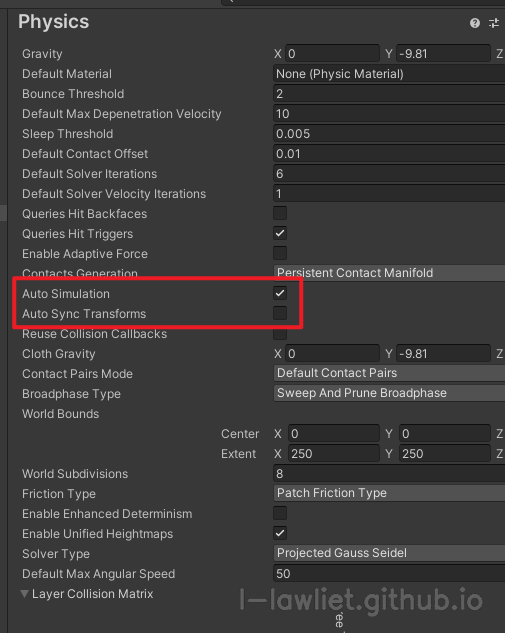 Physics
Gravity X 0 Y -9.81 Z
Default Material None (Physic Material)
Bounce Threshold 2
Default Max Depenetration Velocity 10
Sleep Threshold 0.005
Default Contact Offset 0.01
Default Solver Iterations 6
Default Solver Velocity Iterations 1
Queries Hit Backfaces
Queries Hit Triggers
Enable Adaptive Force
Contacts Generation Persistent Contact Manifold
Auto Simulation
Auto Sync Transforms
Reuse Collision Callbacks
Cloth Gravity X 0 Y -9.81 Z
Contact Pairs Mode Default Contact Pairs
Broadphase Type Sweep And Prune Broadphase
World Bounds
Center X 0 Y 0 Z
Extent X 250 Y 250 Z
World Subdivisions 8
Friction Type Patch Friction Type
Enable Enhanced Determinism
Enable Unified Heightmaps
Solver Type Projected Gauss Seidel
Default Max Angular Speed 50
Layer Collision Matrix
l-lawliet.github.io